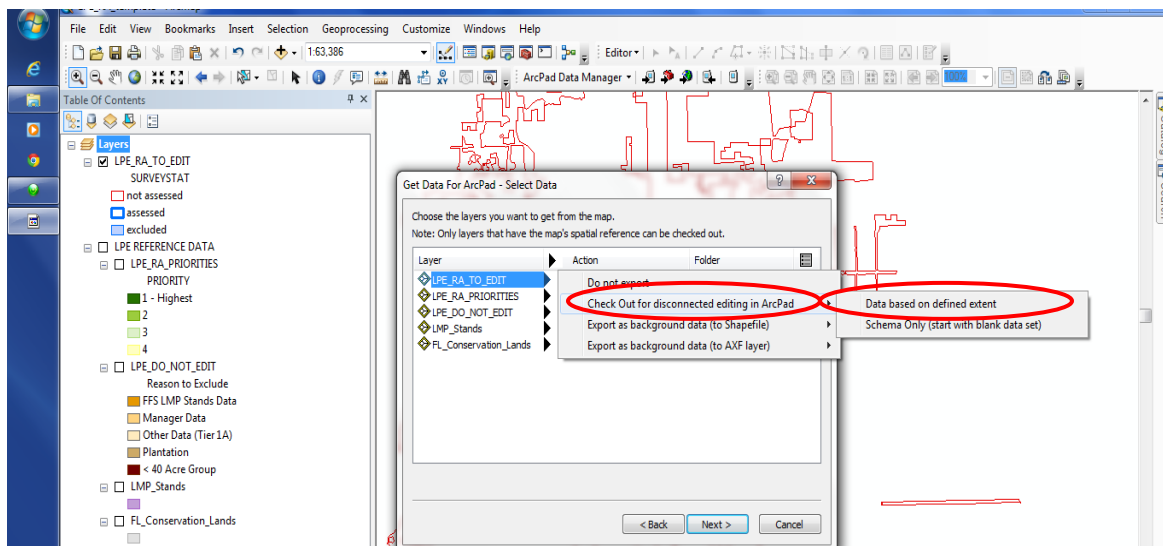 File Edit View Bookmarks Insert Selection Geoprocessing Customize Windows Help
1:63,386
Editor
ArcPad Data Manager
100%
Table Of Contents
Layers
LPE_RA_TO_EDIT
SURVEYSTAT
not assessed
assessed
excluded
LPE REFERENCE DATA
LPE_RA_PRIORITIES
PRIORITY
1 - Highest
2
3
4
LPE_DO_NOT_EDIT
Reason to Exclude
FFS LMP Stands Data
Manager Data
Other Data (Tier 1A)
Plantation
< 40 Acre Group
LMP_Stands
FL_Conservation_Lands
Get Data For ArcPad - Select Data
Choose the layers you want to get from the map.
Note: Only layers that have the map's spatial reference can be checked out.
Layer Action Folder
LPE_RA_TO_EDIT
LPE_RA_PRIORITIES
LPE_DO_NOT_EDIT
LMP_Stands
FL_Conservation_Lands
Do not export
Check Out for disconnected editing in ArcPad
Export as background data (to Shapefile)
Export as background data (to AXF layer)
Data based on defined extent
Schema Only (start with blank data set)
< Back Next > Cancel